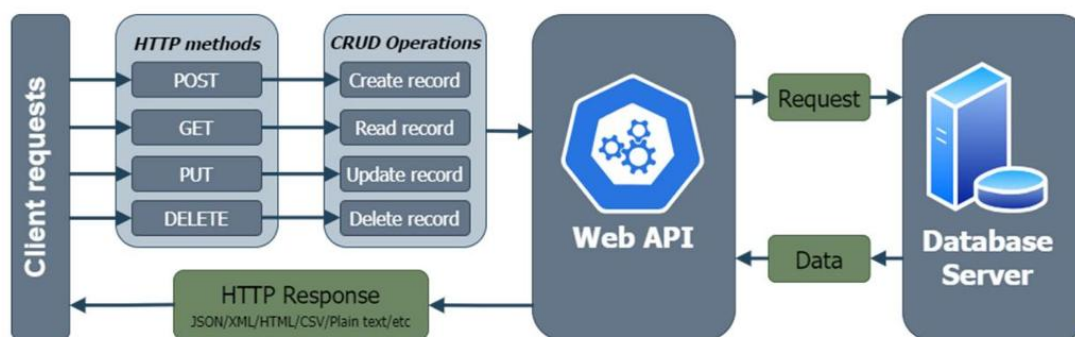 Client requests
HTTP methods
POST
GET
PUT
DELETE
CRUD Operations
Create record
Read record
Update record
Delete record
Web API
Request
Data
Database
Server
HTTP Response
JSON/XML/HTML/CSV/Plain text/etc